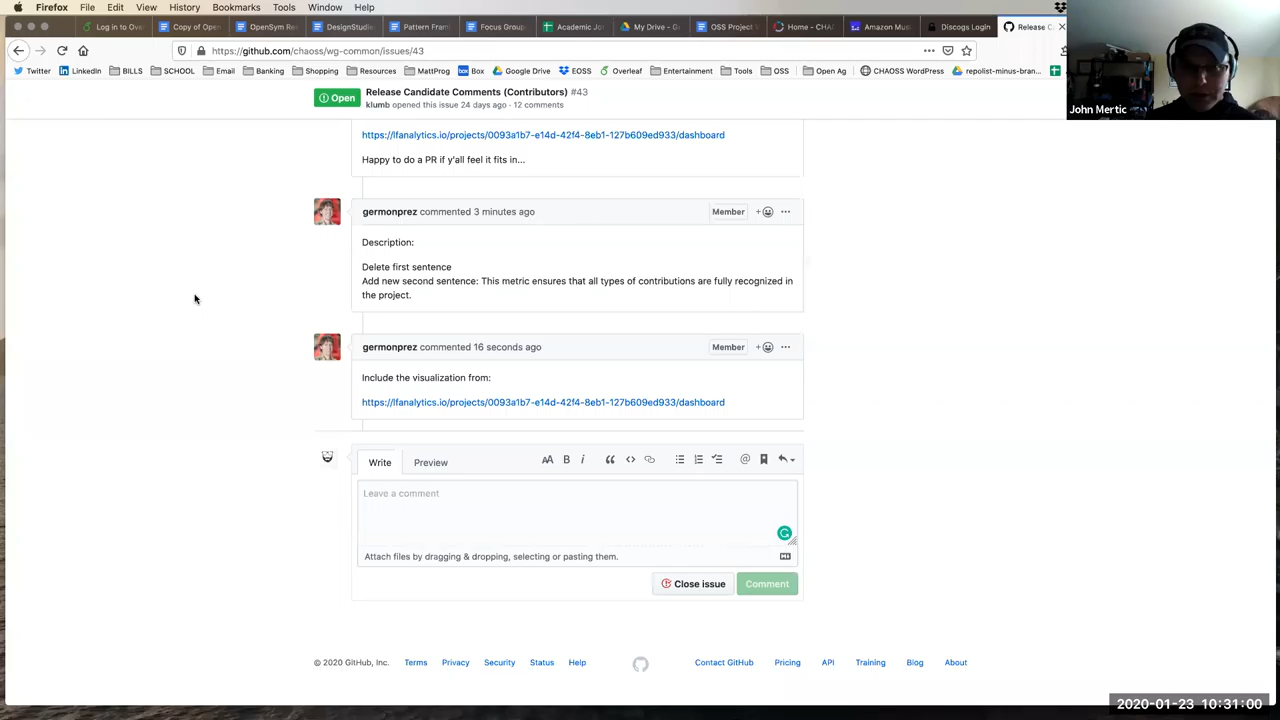 Firefox File Edit View History Bookmarks Tools Window Help
Log in to Over Copy of Open OpenSym Re DesignStudies Pattern Fram Focus Group Academic Jo My Drive - G OSS Project Home - CHAO Amazon Mus Discogs Login Release C
https://github.com/chaoss/wg-common/issues/43
Twitter LinkedIn BILLS SCHOOL Email Banking Shopping Resources MattProg Box Google Drive EOSS Overleaf Entertainment Tools OSS Open Ag CHAOSS WordPress repolist-minus-bran...
John Mertic
Open Release Candidate Comments (Contributors) #43
klumb opened this issue 24 days ago · 12 comments
https://lfanalytics.io/projects/0093a1b7-e14d-42f4-8eb1-127b609ed933/dashboard
Happy to do a PR if y'all feel it fits in...
germonprez commented 3 minutes ago Member
Description:
Delete first sentence
Add new second sentence: This metric ensures that all types of contributions are fully recognized in
the project.
germonprez commented 16 seconds ago Member
Include the visualization from:
https://lfanalytics.io/projects/0093a1b7-e14d-42f4-8eb1-127b609ed933/dashboard
Write Preview
Leave a comment
Attach files by dragging & dropping, selecting or pasting them.
Close issue Comment
© 2020 GitHub, Inc. Terms Privacy Security Status Help Contact GitHub Pricing API Training Blog About
2020-01-23 10:31:00